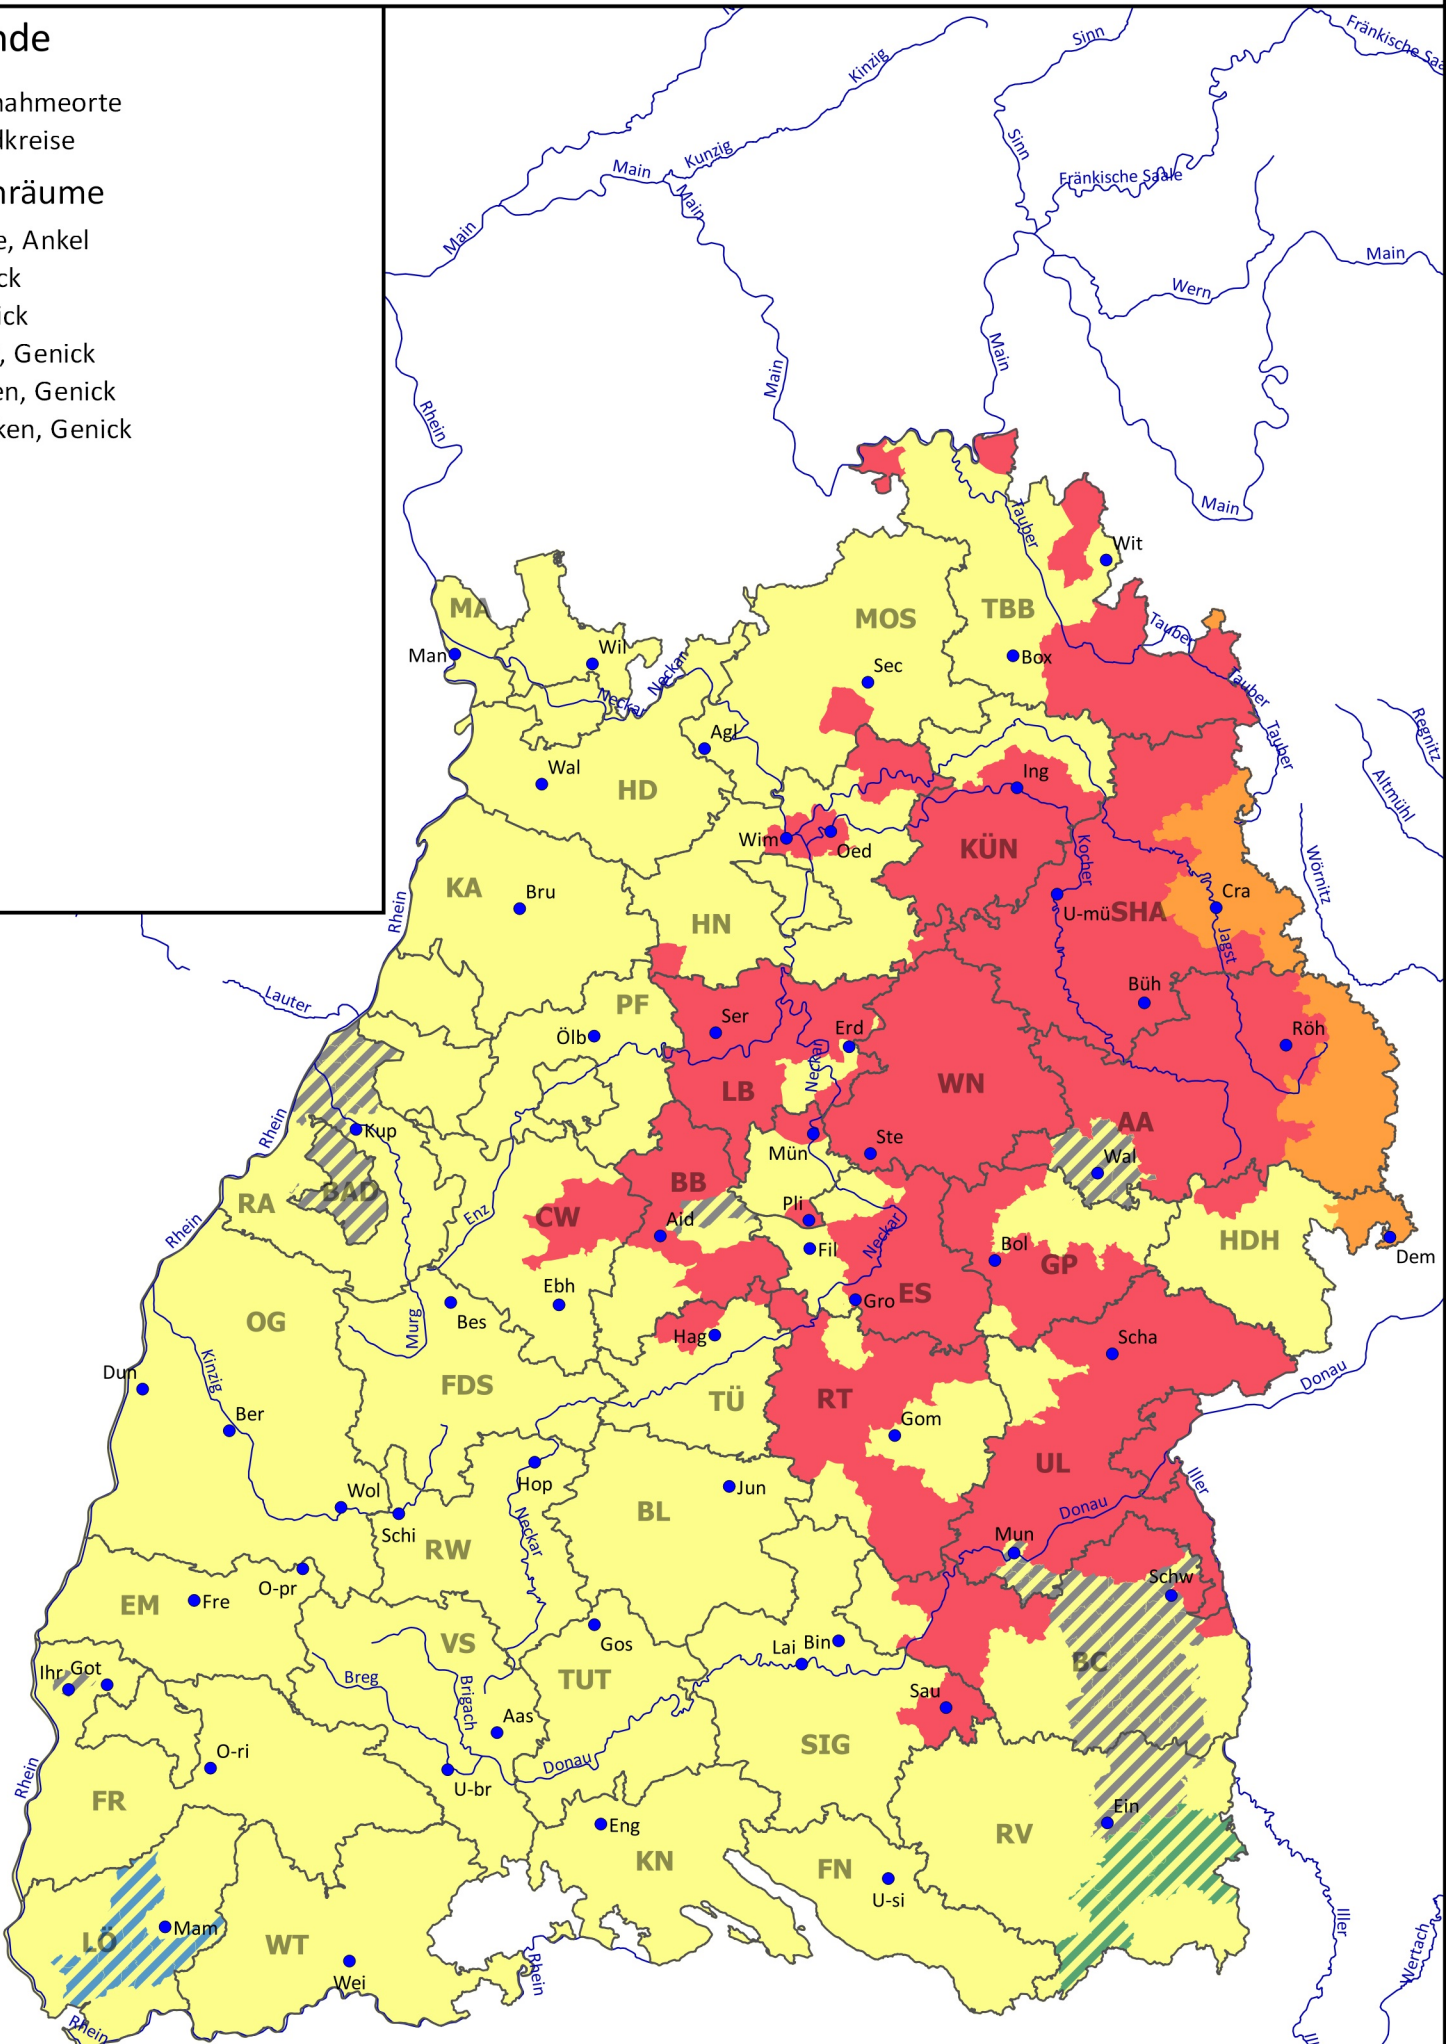 nde
nahmeorte
dkreise
nräume
e, Ankel
ck
ick
, Genick
en, Genick
ken, Genick
Kinzig
Sinn
Fränkische Saa
Sinn
Kunzig
Main
Main
Fränkische Saale
Main
Main
Wern
Main
Main
Rhein
Main
Tauber
Wit
MA
MOS
TBB
Tauber
Man
Wil
Neckar
Sec
Box
Neckar
Tauber
Agl
Tauber
Regnitz
Wal
HD
Ing
Altmühl
Wim
Oed
KÜN
Kocher
Wörnitz
KA
Bru
Cra
Rhein
HN
U-mü
SHA
Jagst
Lauter
PF
Büh
Ölb
Ser
Erd
Röh
Neckar
LB
WN
AA
Rhein
Kup
Mün
Ste
Wal
BB
RA
BAD
CW
Enz
Aid
Pli
Rhein
Neckar
Fil
Bol
GP
HDH
Dem
Ebh
ES
Gro
OG
Bes
Murg
Hag
Scha
Kinzig
Dun
FDS
TÜ
RT
Donau
Ber
Gom
UL
Hop
Jun
Iller
Wol
BL
Donau
Schi
Neckar
Mun
RW
O-pr
Schw
EM
Fre
VS
Gos
Lai
Bin
Ihr
Got
Breg
TUT
BC
Brigach
Sau
Aas
O-ri
SIG
Donau
Rhein
U-br
FR
Eng
Ein
RV
KN
FN
U-si
Mam
LÖ
WT
Iller
Wei
Rhein
Wertach
Rhein